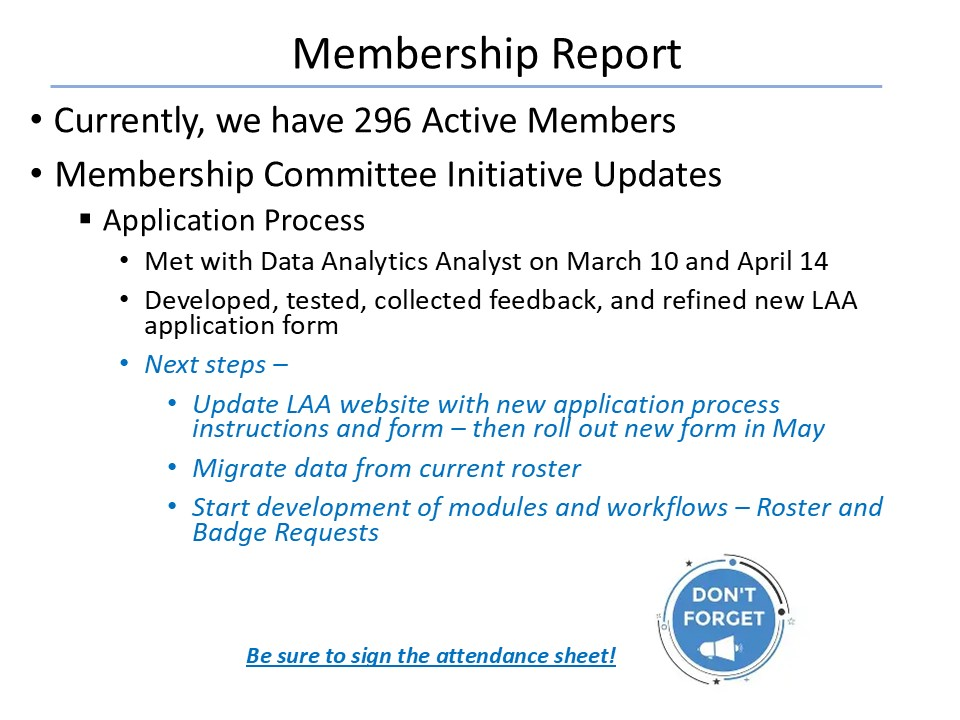 Membership Report
• Currently, we have 296 Active Members
• Membership Committee Initiative Updates
▪ Application Process
• Met with Data Analytics Analyst on March 10 and April 14
• Developed, tested, collected feedback, and refined new LAA
application form
• Next steps –
• Update LAA website with new application process
instructions and form – then roll out new form in May
• Migrate data from current roster
• Start development of modules and workflows – Roster and
Badge Requests
DON'T
FORGET
Be sure to sign the attendance sheet!